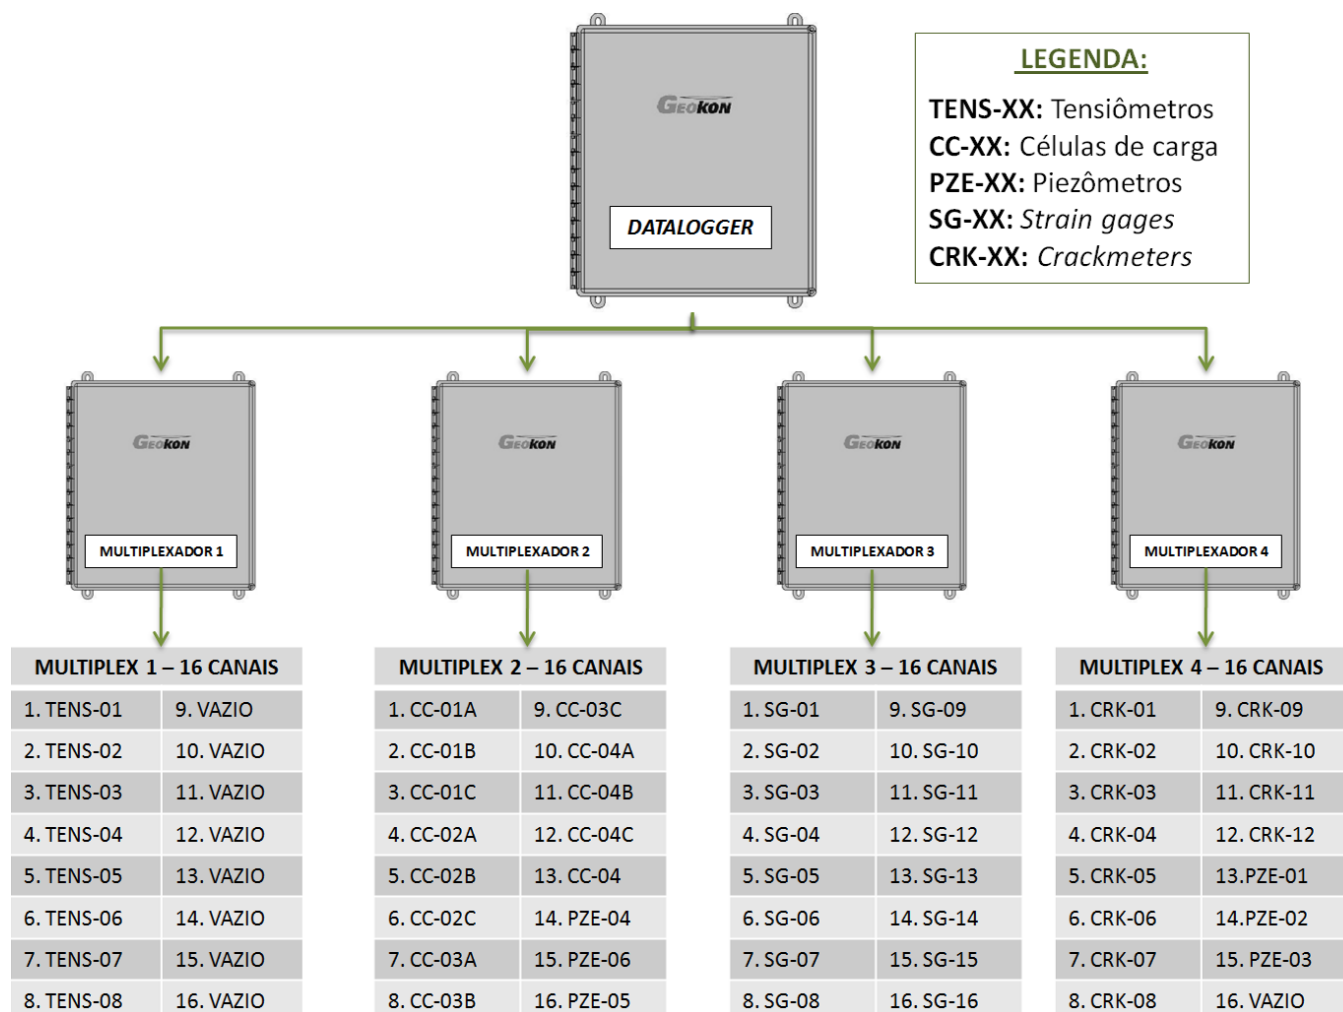 GEOKON
DATALOGGER
LEGENDA:
TENS-XX: Tensiômetros
CC-XX: Células de carga
PZE-XX: Piezômetros
SG-XX: Strain gages
CRK-XX: Crackmeters
GEOKON
MULTIPLEXADOR 1
GEOKON
MULTIPLEXADOR 2
GEOKON
MULTIPLEXADOR 3
GEOKON
MULTIPLEXADOR 4
MULTIPLEX 1 – 16 CANAIS
1. TENS-01 9. VAZIO
2. TENS-02 10. VAZIO
3. TENS-03 11. VAZIO
4. TENS-04 12. VAZIO
5. TENS-05 13. VAZIO
6. TENS-06 14. VAZIO
7. TENS-07 15. VAZIO
8. TENS-08 16. VAZIO
MULTIPLEX 2 – 16 CANAIS
1. CC-01A 9. CC-03C
2. CC-01B 10. CC-04A
3. CC-01C 11. CC-04B
4. CC-02A 12. CC-04C
5. CC-02B 13. CC-04
6. CC-02C 14. PZE-04
7. CC-03A 15. PZE-06
8. CC-03B 16. PZE-05
MULTIPLEX 3 – 16 CANAIS
1. SG-01 9. SG-09
2. SG-02 10. SG-10
3. SG-03 11. SG-11
4. SG-04 12. SG-12
5. SG-05 13. SG-13
6. SG-06 14. SG-14
7. SG-07 15. SG-15
8. SG-08 16. SG-16
MULTIPLEX 4 – 16 CANAIS
1. CRK-01 9. CRK-09
2. CRK-02 10. CRK-10
3. CRK-03 11. CRK-11
4. CRK-04 12. CRK-12
5. CRK-05 13.PZE-01
6. CRK-06 14.PZE-02
7. CRK-07 15. PZE-03
8. CRK-08 16. VAZIO